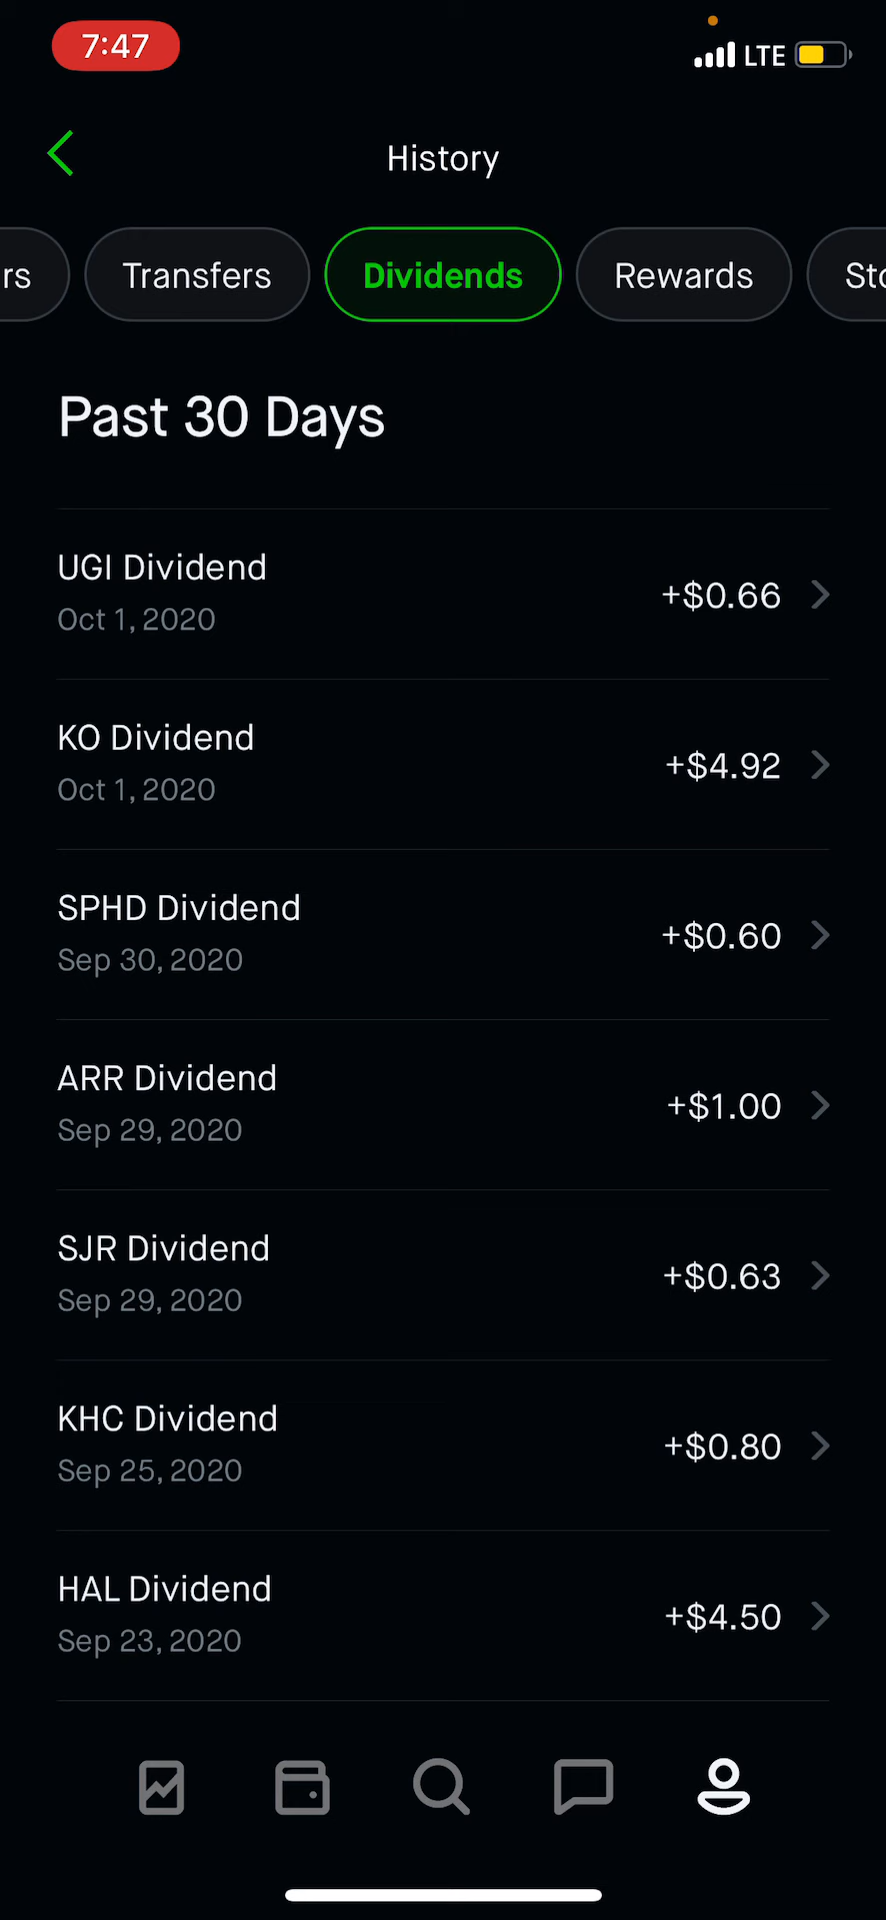 7:47
LTE
History
rs
Transfers
Dividends
Rewards
Sto
Past 30 Days
UGI Dividend
+$0.66
Oct 1, 2020
KO Dividend
+$4.92
Oct 1, 2020
SPHD Dividend
+$0.60
Sep 30, 2020
ARR Dividend
+$1.00
Sep 29, 2020
SJR Dividend
+$0.63
Sep 29, 2020
KHC Dividend
+$0.80
Sep 25, 2020
HAL Dividend
+$4.50
Sep 23, 2020